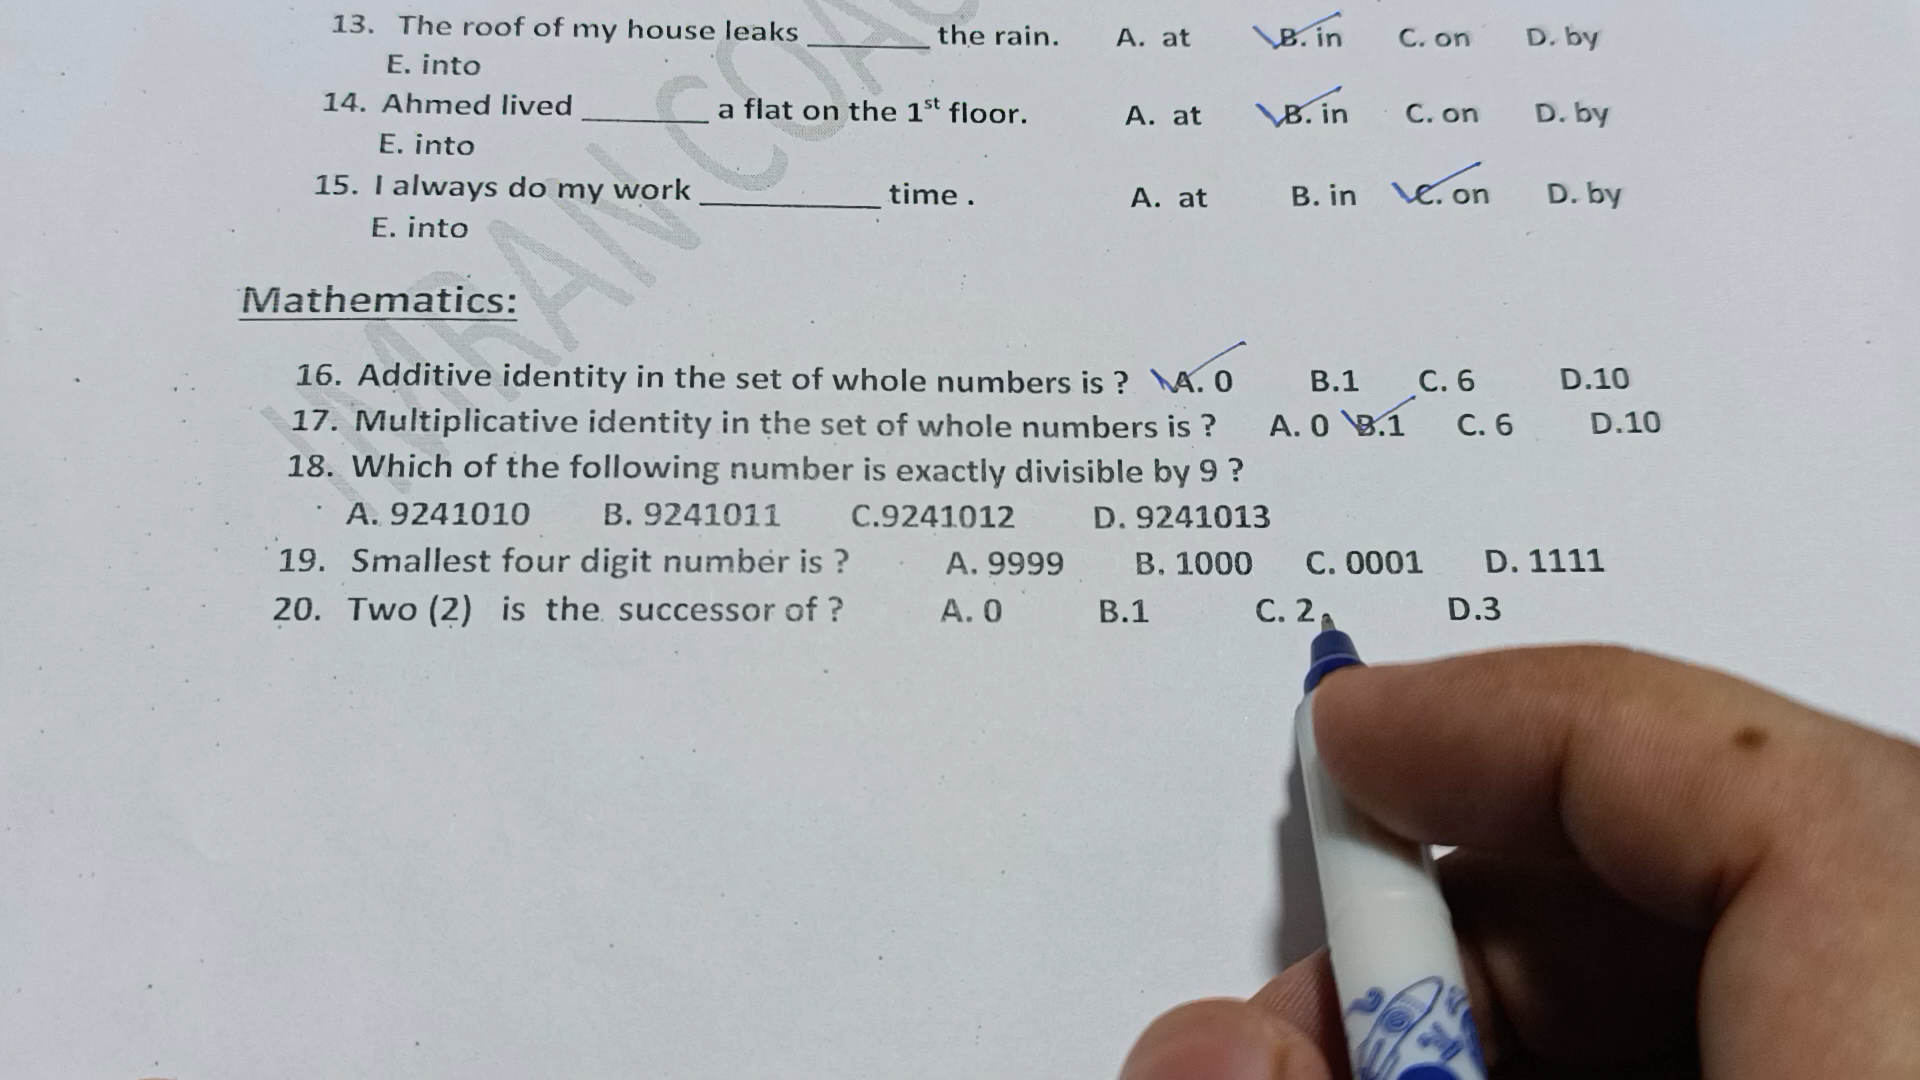 13. The roof of my house leaks ________ the rain. A. at B. in C. on D. by
E. into
14. Ahmed lived ________ a flat on the 1st floor. A. at B. in C. on D. by
E. into
15. I always do my work ____________ time . A. at B. in C. on D. by
E. into
Mathematics:
16. Additive identity in the set of whole numbers is ? A. 0 B.1 C. 6 D.10
17. Multiplicative identity in the set of whole numbers is ? A. 0 B.1 C. 6 D.10
18. Which of the following number is exactly divisible by 9 ?
A. 9241010 B. 9241011 C.9241012 D. 9241013
19. Smallest four digit number is ? A. 9999 B. 1000 C. 0001 D. 1111
20. Two (2) is the successor of ? A. 0 B.1 C. 2 D.3
IMRAN COA